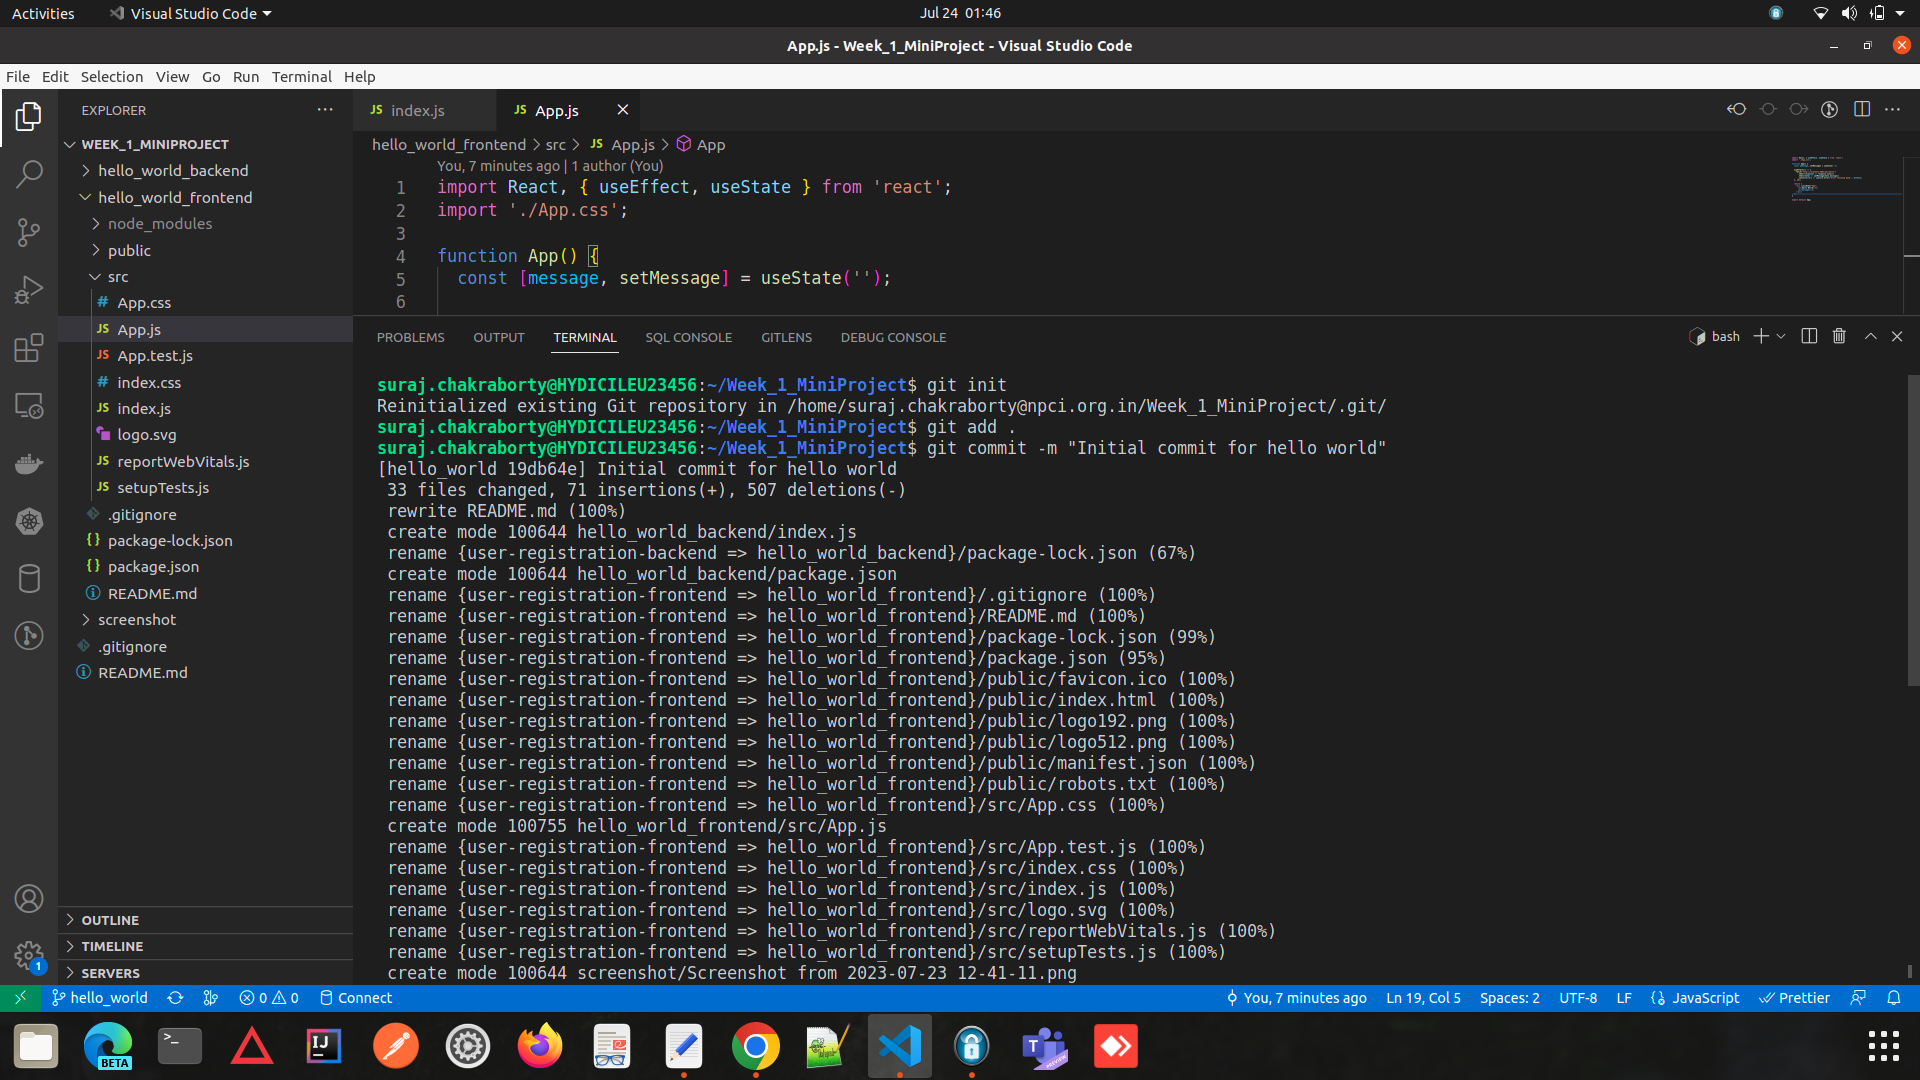 Activities
Visual Studio Code
Jul 24 01:46
App.js - Week_1_MiniProject - Visual Studio Code
File Edit Selection View Go Run Terminal Help
EXPLORER
WEEK_1_MINIPROJECT
hello_world_backend
hello_world_frontend
node_modules
public
src
# App.css
JS App.js
JS App.test.js
# index.css
JS index.js
logo.svg
JS reportWebVitals.js
JS setupTests.js
.gitignore
{} package-lock.json
{} package.json
README.md
screenshot
.gitignore
README.md
OUTLINE
TIMELINE
SERVERS
1
JS index.js
JS App.js
hello_world_frontend > src > JS App.js > App
You, 7 minutes ago | 1 author (You)
1 import React, { useEffect, useState } from 'react';
2 import './App.css';
3
4 function App() {
5 const [message, setMessage] = useState('');
6
PROBLEMS OUTPUT TERMINAL SQL CONSOLE GITLENS DEBUG CONSOLE
bash
suraj.chakraborty@HYDICILEU23456:~/Week_1_MiniProject$ git init
Reinitialized existing Git repository in /home/suraj.chakraborty@npci.org.in/Week_1_MiniProject/.git/
suraj.chakraborty@HYDICILEU23456:~/Week_1_MiniProject$ git add .
suraj.chakraborty@HYDICILEU23456:~/Week_1_MiniProject$ git commit -m "Initial commit for hello world"
[hello_world 19db64e] Initial commit for hello world
33 files changed, 71 insertions(+), 507 deletions(-)
rewrite README.md (100%)
create mode 100644 hello_world_backend/index.js
rename {user-registration-backend => hello_world_backend}/package-lock.json (67%)
create mode 100644 hello_world_backend/package.json
rename {user-registration-frontend => hello_world_frontend}/.gitignore (100%)
rename {user-registration-frontend => hello_world_frontend}/README.md (100%)
rename {user-registration-frontend => hello_world_frontend}/package-lock.json (99%)
rename {user-registration-frontend => hello_world_frontend}/package.json (95%)
rename {user-registration-frontend => hello_world_frontend}/public/favicon.ico (100%)
rename {user-registration-frontend => hello_world_frontend}/public/index.html (100%)
rename {user-registration-frontend => hello_world_frontend}/public/logo192.png (100%)
rename {user-registration-frontend => hello_world_frontend}/public/logo512.png (100%)
rename {user-registration-frontend => hello_world_frontend}/public/manifest.json (100%)
rename {user-registration-frontend => hello_world_frontend}/public/robots.txt (100%)
rename {user-registration-frontend => hello_world_frontend}/src/App.css (100%)
create mode 100755 hello_world_frontend/src/App.js
rename {user-registration-frontend => hello_world_frontend}/src/App.test.js (100%)
rename {user-registration-frontend => hello_world_frontend}/src/index.css (100%)
rename {user-registration-frontend => hello_world_frontend}/src/index.js (100%)
rename {user-registration-frontend => hello_world_frontend}/src/logo.svg (100%)
rename {user-registration-frontend => hello_world_frontend}/src/reportWebVitals.js (100%)
rename {user-registration-frontend => hello_world_frontend}/src/setupTests.js (100%)
create mode 100644 screenshot/Screenshot from 2023-07-23 12-41-11.png
hello_world 0 0 Connect
You, 7 minutes ago Ln 19, Col 5 Spaces: 2 UTF-8 LF {} JavaScript Prettier
BETA
>_
IJ
T
PREVIEW